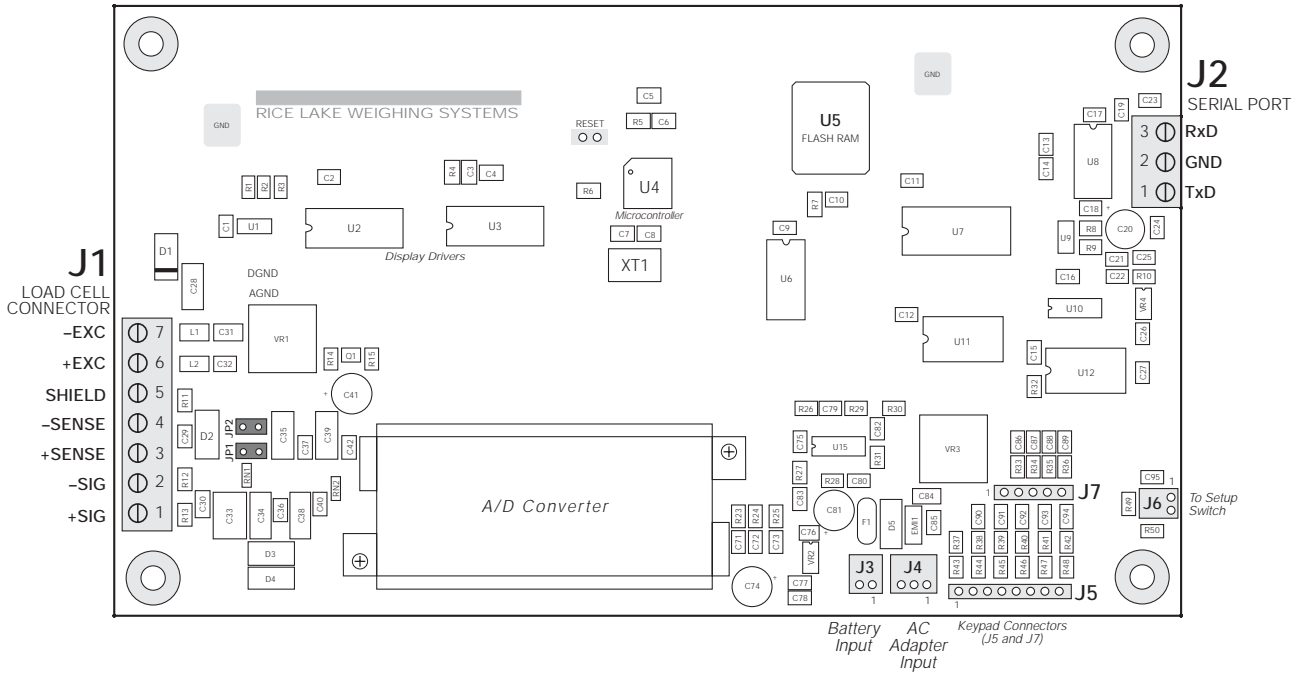 J1
LOAD CELL
CONNECTOR
–EXC 7
+EXC 6
SHIELD 5
–SENSE 4
+SENSE 3
–SIG 2
+SIG 1
GND
RICE LAKE WEIGHING SYSTEMS
RESET
C5
R5 C6
U4
Microcontroller
R6
C7 C8
XT1
R1 R2 R3
C2
R4 C3 C4
C1 U1
U2
U3
Display Drivers
D1
C28
DGND
AGND
VR1
L1 C31
L2 C32
R14 Q1 R15
C41
+
R11
C29
D2
JP2
JP1
C35
C37
C39
C42
RN1
RN2
R12
R13
C30
C33
C34
C36
C38
C40
D3
D4
A/D Converter
GND
U5
FLASH RAM
R7 C10
C9
U6
C11
U7
C12
U11
C13
C14
C17
C19
C23
U8
C18
+
R8
R9
U9
C20
C24
C21 C25
C22 R10
C16
U10
VR4
C26
C15
R32
U12
C27
J2
SERIAL PORT
3 RxD
2 GND
1 TxD
R26 C79 R29 R30
C75
U15
C82
R31
R27
C83
R28 C80
C81
VR3
C86 C87 C88 C89
R33 R34 R35 R36
1 J7
C84
F1
D5
EMI1
C85
R23 R24 R25
C71 C72 C73
C76
+
VR2
C74
+
C77
C78
J3
1
J4
1
C90 C91 C92 C93 C94
R37 R38 R39 R40 R41 R42
R43 R44 R45 R46 R47 R48
J5
1
C95 1
R49
J6
R50
To Setup
Switch
Battery
Input
AC
Adapter
Input
Keypad Connectors
(J5 and J7)